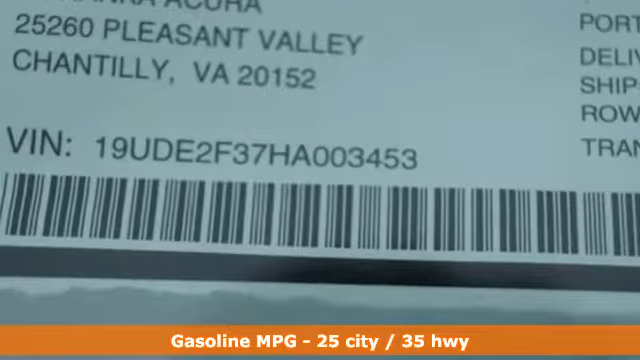 ACURA
25260 PLEASANT VALLEY
CHANTILLY, VA 20152
VIN: 19UDE2F37HA003453
PORT
DELIV
SHIP-
ROW
TRAN
Gasoline MPG - 25 city / 35 hwy